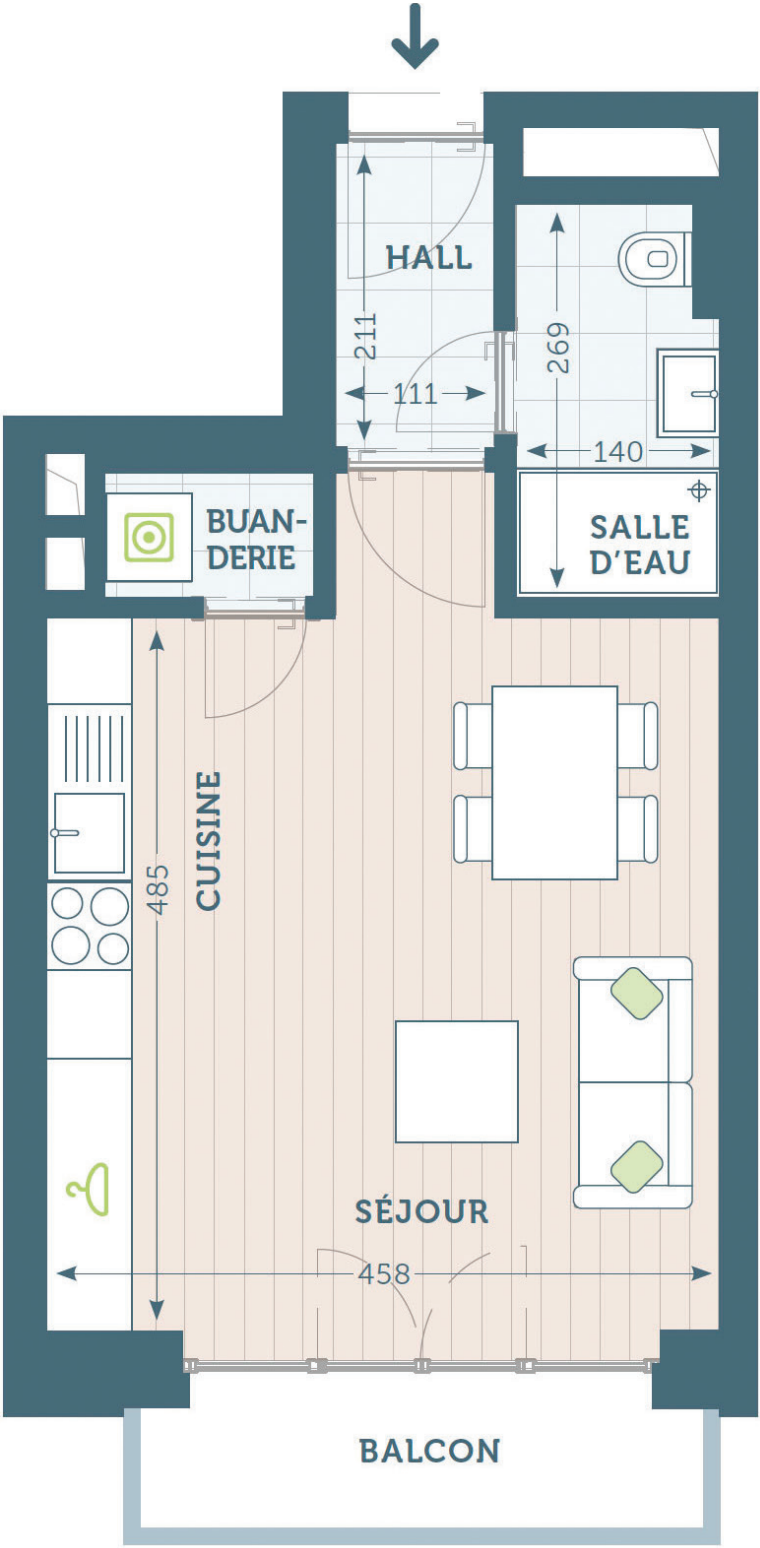 HALL
211
111
269
140
BUAN-
DERIE
SALLE
D'EAU
CUISINE
485
SÉJOUR
458
BALCON